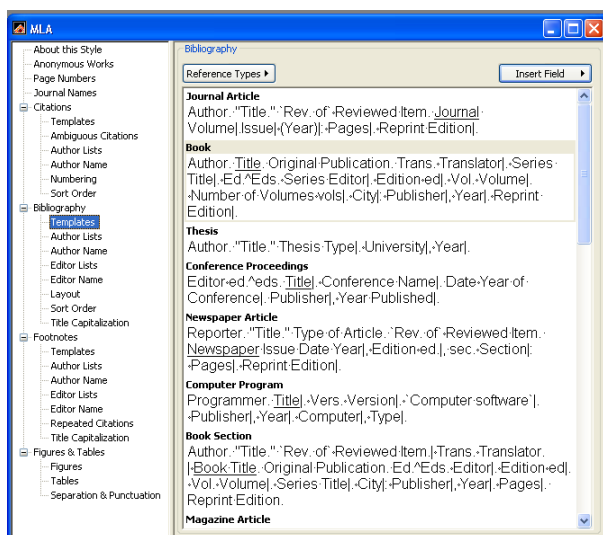 MLA
About this Style
Anonymous Works
Page Numbers
Journal Names
Citations
Templates
Ambiguous Citations
Author Lists
Author Name
Numbering
Sort Order
Bibliography
Templates
Author Lists
Author Name
Editor Lists
Editor Name
Layout
Sort Order
Title Capitalization
Footnotes
Templates
Author Lists
Author Name
Editor Lists
Editor Name
Repeated Citations
Title Capitalization
Figures & Tables
Figures
Tables
Separation & Punctuation
Bibliography
Reference Types
Insert Field
Journal Article
Author.·"Title."·`Rev.·of`∘Reviewed·Item.·Journal·
Volume|.Issue|∘(Year)|:∘Pages|.∘Reprint·Edition|.
Book
Author.·Title.·Original·Publication.·Trans.∘Translator|.∘Series·
Title|.∘Ed.^Eds.∘Series·Editor|.∘Edition∘ed|.∘Vol.∘Volume|.
∘Number·of·Volumes∘vols|.∘City|:∘Publisher|,∘Year|.∘Reprint·
Edition|.
Thesis
Author.·"Title."·Thesis·Type|.∘University|,∘Year|.
Conference Proceedings
Editor∘ed.^eds.·Title|.∘Conference·Name|.·Date∘Year·of·
Conference|.·Publisher|,∘Year·Published|.
Newspaper Article
Reporter.·"Title."·Type·of·Article.·`Rev.·of`∘Reviewed·Item.·
Newspaper·Issue·Date·Year|,∘Edition∘ed.|,·sec.∘Section|:
∘Pages|.∘Reprint·Edition|.
Computer Program
Programmer.·Title|.∘Vers.∘Version|.∘`Computer·software`|.
∘Publisher|,∘Year|.∘Computer|,∘Type|.
Book Section
Author.·"Title."·`Rev.·of`∘Reviewed·Item.|∘Trans.∘Translator.
|∘Book·Title.·Original·Publication.·Ed.^Eds.∘Editor|.∘Edition∘ed|.
∘Vol.∘Volume|.∘Series·Title|.∘City|:∘Publisher|,∘Year|.∘Pages|.·
Reprint·Edition.
Magazine Article